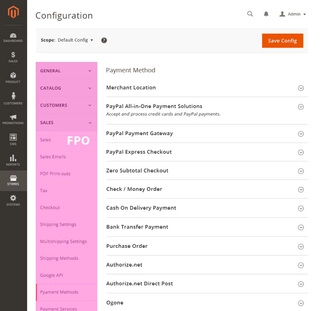 Configuration
Admin
Scope: Default Config
?
Save Config
DASHBOARD
$
SALES
PRODUCT
CUSTOMERS
PROMOTIONS
CMS
REPORTS
STORES
SYSTEMS
GENERAL
CATALOG
CUSTOMERS
SALES
FPO
Sales
Sales Emails
PDF Print-outs
Tax
Checkout
Shipping Settings
Multishipping Settings
Shipping Methods
Google API
Payment Methods
Payment Services
Payment Method
Merchant Location
PayPal All-in-One Payment Solutions
Accept and process credit cards and PayPal payments.
PayPal Payment Gateway
PayPal Express Checkout
Zero Subtotal Checkout
Check / Money Order
Cash On Delivery Payment
Bank Transfer Payment
Purchase Order
Authorize.net
Authorize.net Direct Post
Ogone